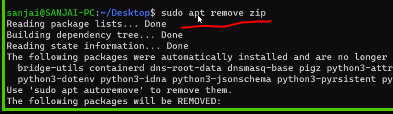 sanjai@SANJAI-PC:~/Desktop$ sudo apt remove zip
Reading package lists... Done
Building dependency tree... Done
Reading state information... Done
The following packages were automatically installed and are no longer
bridge-utils containerd dns-root-data dnsmasq-base pigz python3-attr
python3-dotenv python3-idna python3-jsonschema python3-pyrsistent py
Use 'sudo apt autoremove' to remove them.
The following packages will be REMOVED: